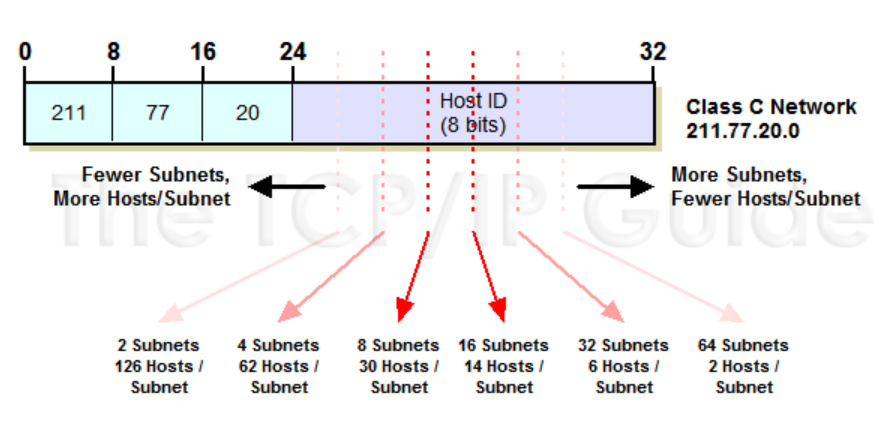 0 8 16 24 32
211 77 20 Host ID
(8 bits)
Class C Network
211.77.20.0
Fewer Subnets,
More Hosts/Subnet
More Subnets,
Fewer Hosts/Subnet
The TCP/IP Guide
2 Subnets
126 Hosts /
Subnet
4 Subnets
62 Hosts /
Subnet
8 Subnets
30 Hosts /
Subnet
16 Subnets
14 Hosts /
Subnet
32 Subnets
6 Hosts /
Subnet
64 Subnets
2 Hosts /
Subnet